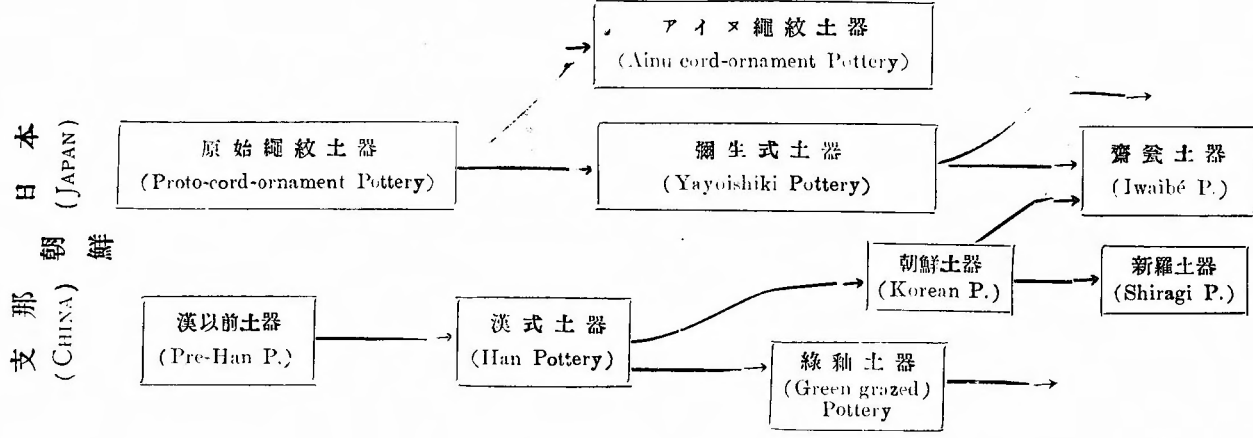 アイヌ繩紋土器
(Ainu cord-ornament Pottery)
日本
(JAPAN)
原始繩紋土器
(Proto-cord-ornament Pottery)
彌生式土器
(Yayoishiki Pottery)
齋瓮土器
(Iwaibé P.)
朝鮮
朝鮮土器
(Korean P.)
新羅土器
(Shiragi P.)
支那
(CHINA)
漢以前土器
(Pre-Han P.)
漢式土器
(Han Pottery)
綠釉土器
(Green grazed)
Pottery